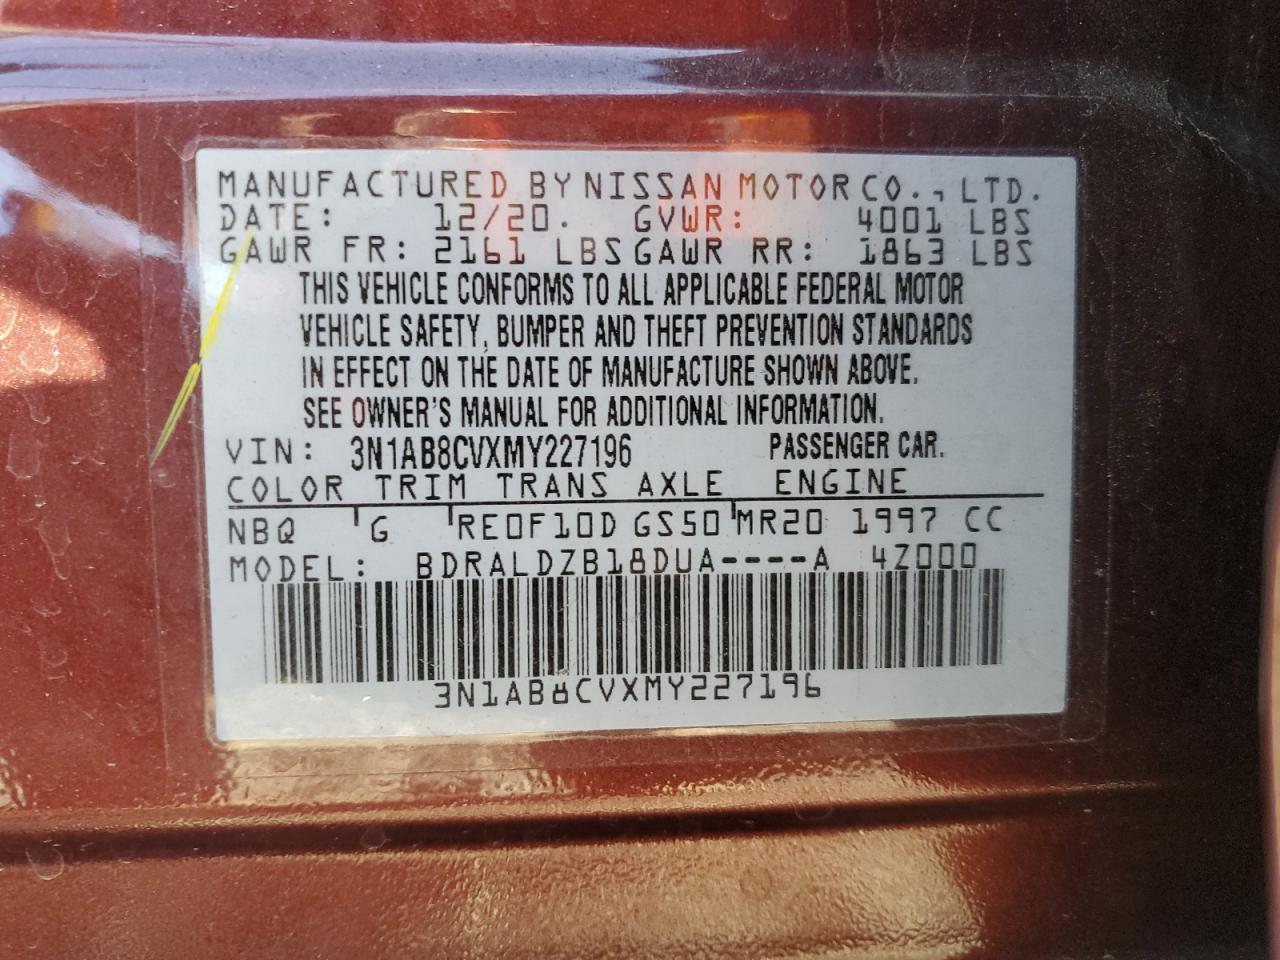 MANUFACTURED BY NISSAN MOTOR CO., LTD.
DATE: 12/20. GVWR: 4001 LBS
GAWR FR: 2161 LBS GAWR RR: 1863 LBS
THIS VEHICLE CONFORMS TO ALL APPLICABLE FEDERAL MOTOR
VEHICLE SAFETY, BUMPER AND THEFT PREVENTION STANDARDS
IN EFFECT ON THE DATE OF MANUFACTURE SHOWN ABOVE.
SEE OWNER'S MANUAL FOR ADDITIONAL INFORMATION.
VIN: 3N1AB8CVXMY227196 PASSENGER CAR.
COLOR TRIM TRANS AXLE ENGINE
NBQ G RE0F10D GS50 MR20 1997 CC
MODEL: BDRALDZB18DUA----A 4Z000
3N1AB8CVXMY227196